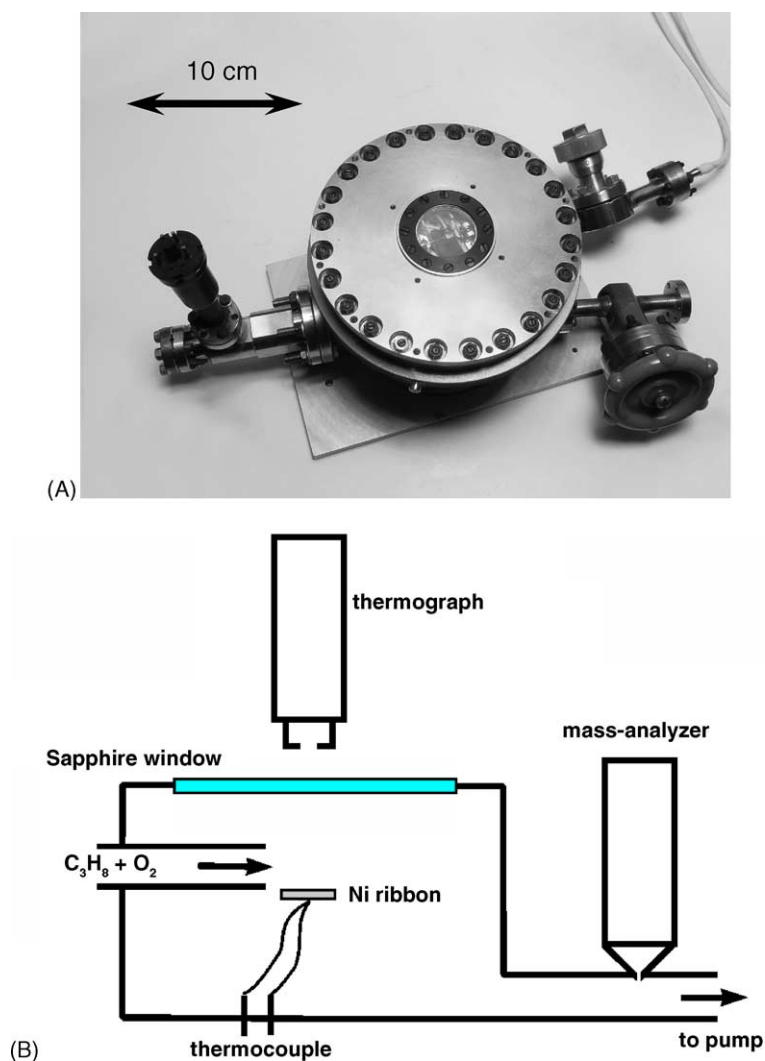 10 cm
(A)
thermograph
mass-analyzer
Sapphire window
C₃H₈ + O₂
Ni ribbon
(B)
thermocouple
to pump